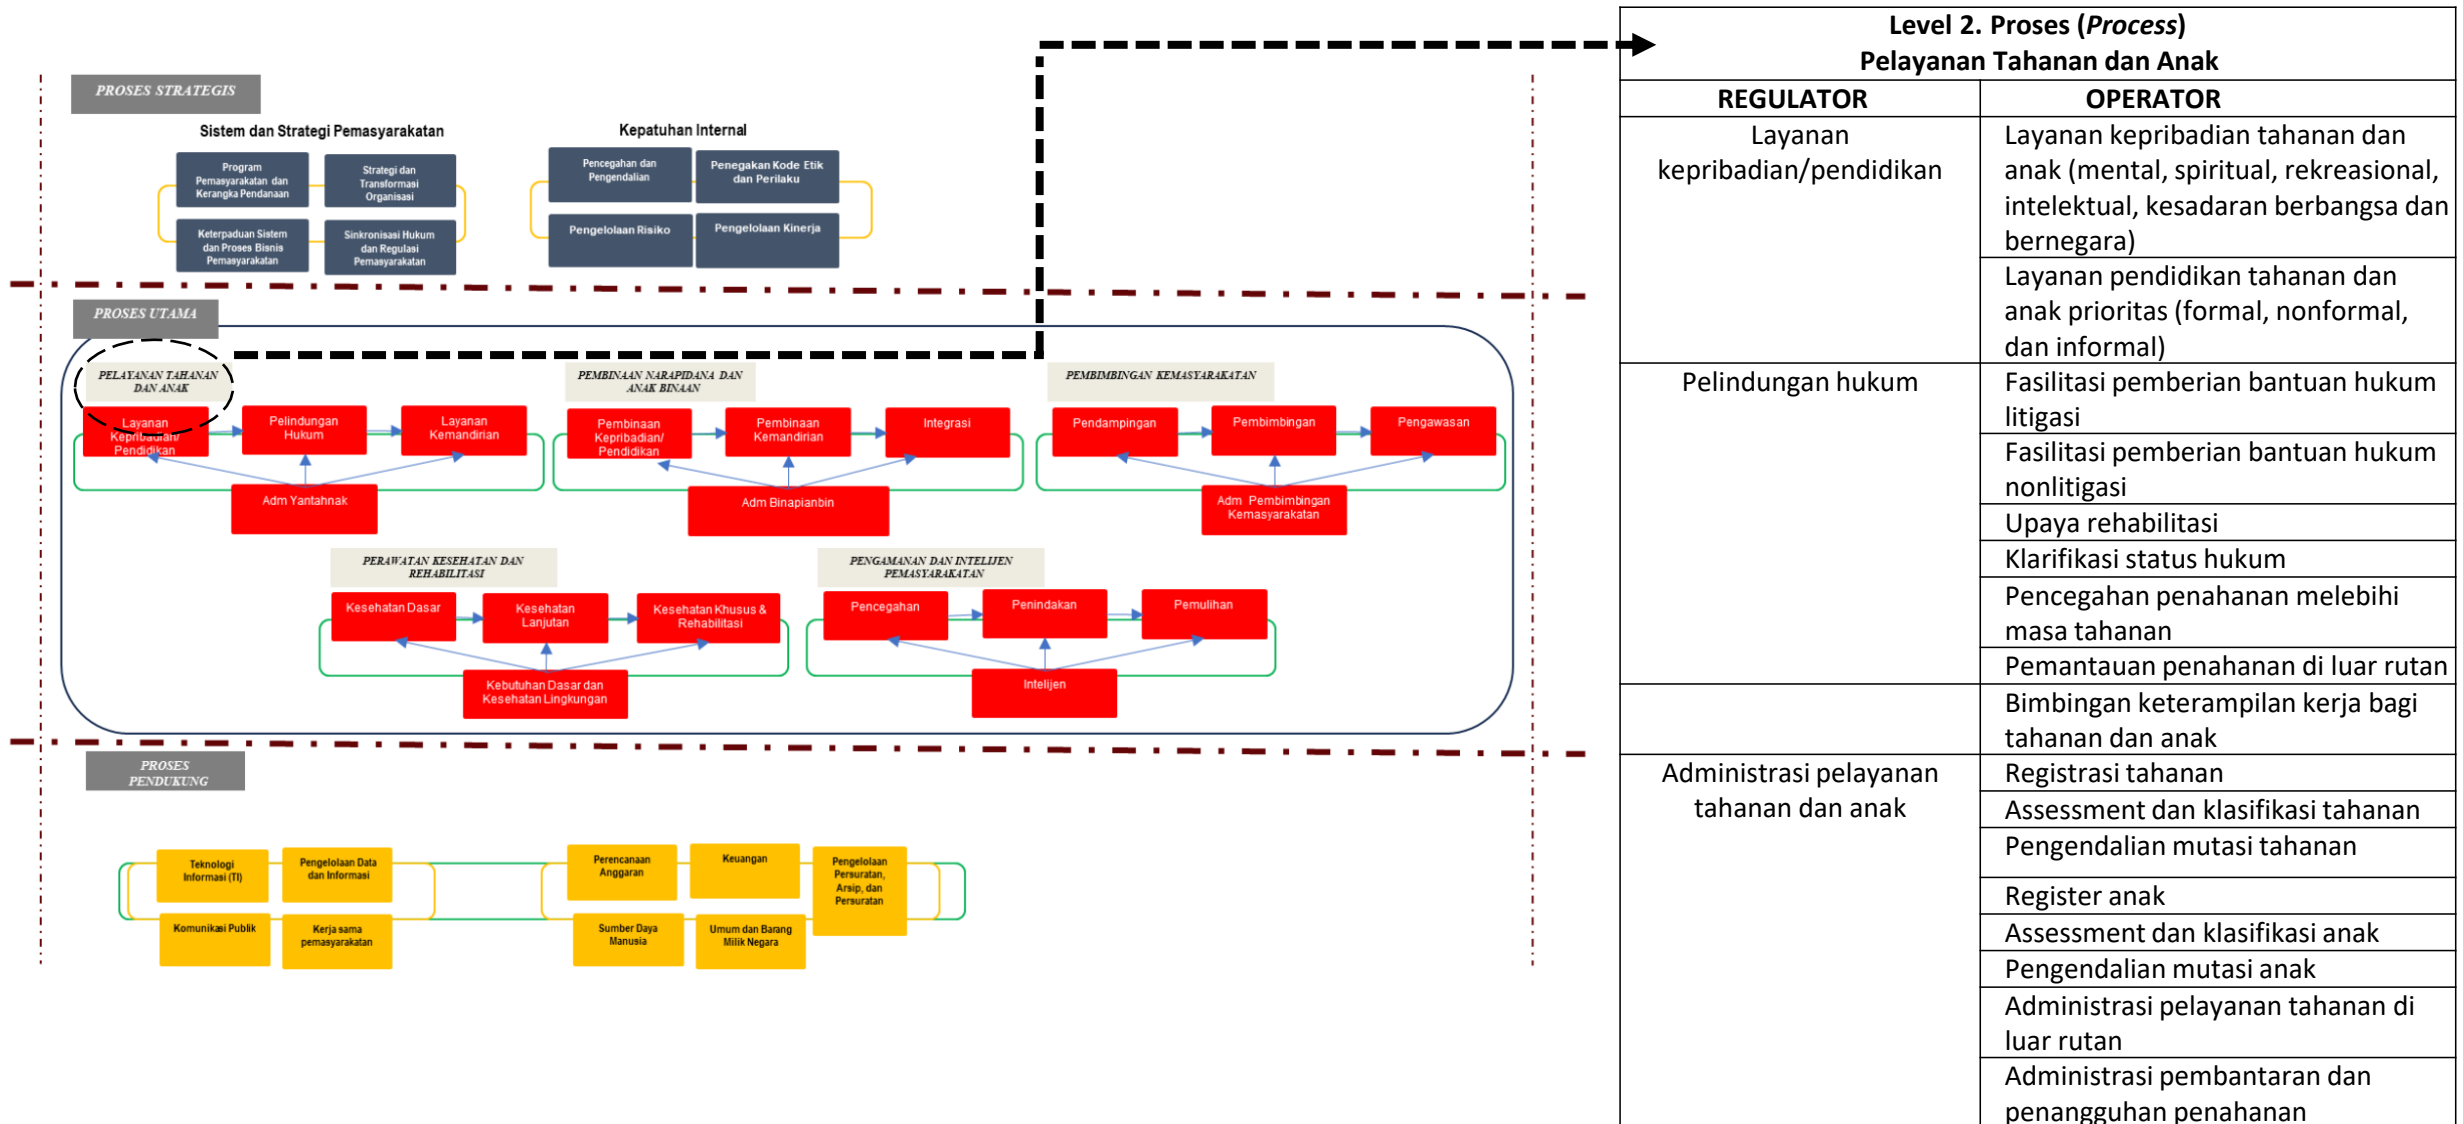 PROSES STRATEGIS
Sistem dan Strategi Pemasyarakatan
Program
Pemasyarakatan dan
Kerangka Pendanaan
Strategi dan
Transformasi
Organisasi
Keterpaduan Sistem
dan Proses Bisnis
Pemasyarakatan
Sinkronisasi Hukum
dan Regulasi
Pemasyarakatan
Kepatuhan Internal
Pencegahan dan
Pengendalian
Penegakan Kode Etik
dan Perilaku
Pengelolaan Risiko
Pengelolaan Kinerja
PROSES UTAMA
PELAYANAN TAHANAN
DAN ANAK
Layanan
Kepribadian/
Pendidikan
Pelindungan
Hukum
Layanan
Kemandirian
Adm Yantahnak
PEMBINAAN NARAPIDANA DAN
ANAK BINAAN
Pembinaan
Kepribadian/
Pendidikan
Pembinaan
Kemandirian
Integrasi
Adm Binapianbin
PEMBIMBINGAN KEMASYARAKATAN
Pendampingan
Pembimbingan
Pengawasan
Adm Pembimbingan
Kemasyarakatan
PERAWATAN KESEHATAN DAN
REHABILITASI
Kesehatan Dasar
Kesehatan
Lanjutan
Kesehatan Khusus &
Rehabilitasi
Kebutuhan Dasar dan
Kesehatan Lingkungan
PENGAMANAN DAN INTELIJEN
PEMASYARAKATAN
Pencegahan
Penindakan
Pemulihan
Intelijen
PROSES
PENDUKUNG
Teknologi
Informasi (TI)
Pengelolaan Data
dan Informasi
Komunikasi Publik
Kerja sama
pemasyarakatan
Perencanaan
Anggaran
Keuangan
Pengelolaan
Persuratan,
Arsip, dan
Persuratan
Sumber Daya
Manusia
Umum dan Barang
Milik Negara
Level 2. Proses (Process)
Pelayanan Tahanan dan Anak
REGULATOR
OPERATOR
Layanan
kepribadian/pendidikan
Layanan kepribadian tahanan dan
anak (mental, spiritual, rekreasional,
intelektual, kesadaran berbangsa dan
bernegara)
Layanan pendidikan tahanan dan
anak prioritas (formal, nonformal,
dan informal)
Pelindungan hukum
Fasilitasi pemberian bantuan hukum
litigasi
Fasilitasi pemberian bantuan hukum
nonlitigasi
Upaya rehabilitasi
Klarifikasi status hukum
Pencegahan penahanan melebihi
masa tahanan
Pemantauan penahanan di luar rutan
Bimbingan keterampilan kerja bagi
tahanan dan anak
Administrasi pelayanan
tahanan dan anak
Registrasi tahanan
Assessment dan klasifikasi tahanan
Pengendalian mutasi tahanan
Register anak
Assessment dan klasifikasi anak
Pengendalian mutasi anak
Administrasi pelayanan tahanan di
luar rutan
Administrasi pembantaran dan
penangguhan penahanan